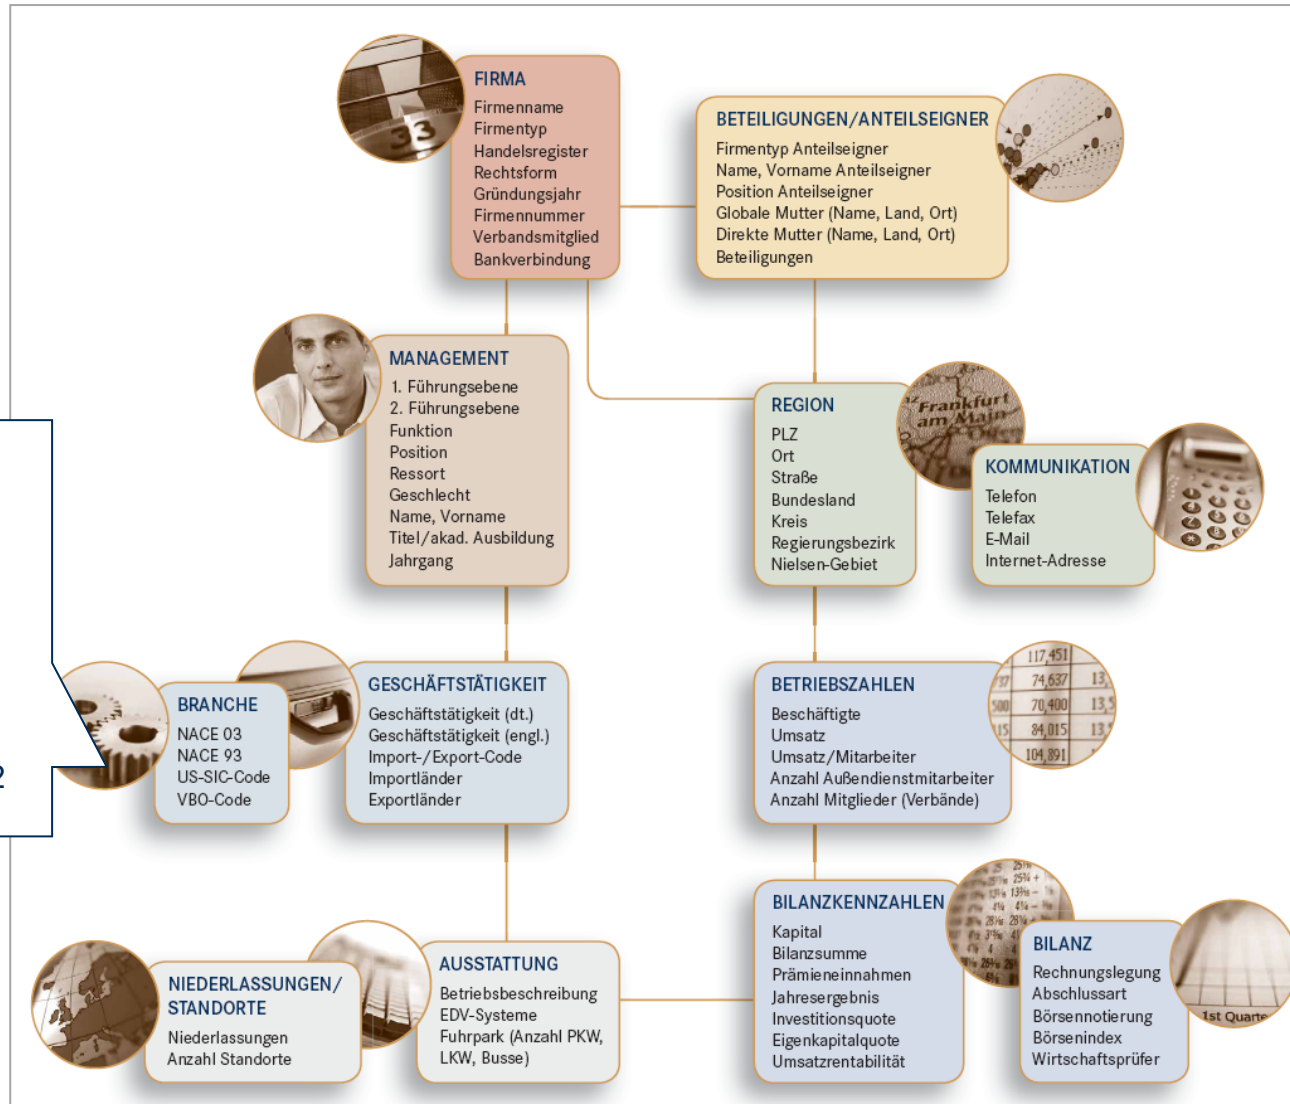 FIRMA
Firmenname
Firmentyp
Handelsregister
Rechtsform
Gründungsjahr
Firmennummer
Verbandsmitglied
Bankverbindung
33
BETEILIGUNGEN/ANTEILSEIGNER
Firmentyp Anteilseigner
Name, Vorname Anteilseigner
Position Anteilseigner
Globale Mutter (Name, Land, Ort)
Direkte Mutter (Name, Land, Ort)
Beteiligungen
MANAGEMENT
1. Führungsebene
2. Führungsebene
Funktion
Position
Ressort
Geschlecht
Name, Vorname
Titel/akad. Ausbildung
Jahrgang
REGION
PLZ
Ort
Straße
Bundesland
Kreis
Regierungsbezirk
Nielsen-Gebiet
Frankfurt
am Main
KOMMUNIKATION
Telefon
Telefax
E-Mail
Internet-Adresse
2
BRANCHE
NACE 03
NACE 93
US-SIC-Code
VBO-Code
GESCHÄFTSTÄTIGKEIT
Geschäftstätigkeit (dt.)
Geschäftstätigkeit (engl.)
Import-/Export-Code
Importländer
Exportländer
BETRIEBSZAHLEN
Beschäftigte
Umsatz
Umsatz/Mitarbeiter
Anzahl Außendienstmitarbeiter
Anzahl Mitglieder (Verbände)
117,451
74,637
70,400
84,015
104,891
NIEDERLASSUNGEN/
STANDORTE
Niederlassungen
Anzahl Standorte
AUSSTATTUNG
Betriebsbeschreibung
EDV-Systeme
Fuhrpark (Anzahl PKW,
LKW, Busse)
BILANZKENNZAHLEN
Kapital
Bilanzsumme
Prämieneinnahmen
Jahresergebnis
Investitionsquote
Eigenkapitalquote
Umsatzrentabilität
BILANZ
Rechnungslegung
Abschlussart
Börsennotierung
Börsenindex
Wirtschaftsprüfer
1st Quarte